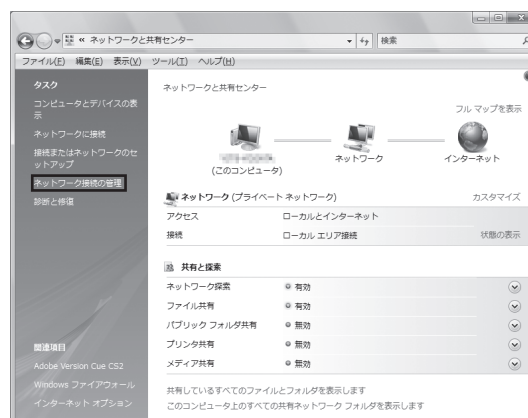 « ネットワークと共有センター
検索
ファイル(F) 編集(E) 表示(V) ツール(T) ヘルプ(H)
タスク
コンピュータとデバイスの表
示
ネットワークに接続
接続またはネットワークのセ
ットアップ
ネットワーク接続の管理
診断と修復
関連項目
Adobe Version Cue CS2
Windows ファイアウォール
インターネット オプション
ネットワークと共有センター
フル マップを表示
(このコンピュータ)
ネットワーク
インターネット
ネットワーク (プライベート ネットワーク) カスタマイズ
アクセス ローカルとインターネット
接続 ローカル エリア接続 状態の表示
共有と探索
ネットワーク探索 有効
ファイル共有 有効
パブリック フォルダ共有 無効
プリンタ共有 無効
メディア共有 無効
共有しているすべてのファイルとフォルダを表示します
このコンピュータ上のすべての共有ネットワーク フォルダを表示します